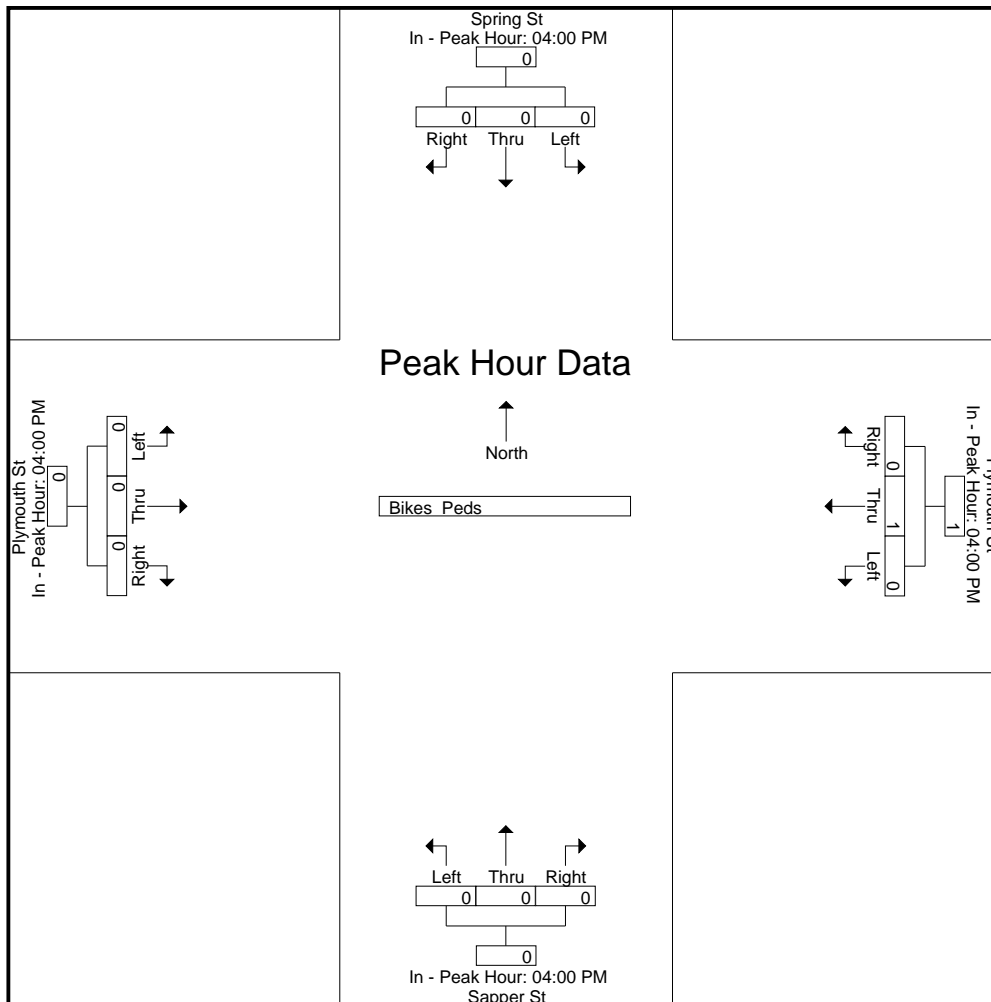 Spring St
In - Peak Hour: 04:00 PM
0
0 0 0
Right Thru Left
Peak Hour Data
North
Bikes Peds
Plymouth St
In - Peak Hour: 04:00 PM
0
0 0 0
Left Thru Right
In - Peak Hour: 04:00 PM
1
0 1 0
Right Thru Left
Left Thru Right
0 0 0
0
In - Peak Hour: 04:00 PM
Sapper St